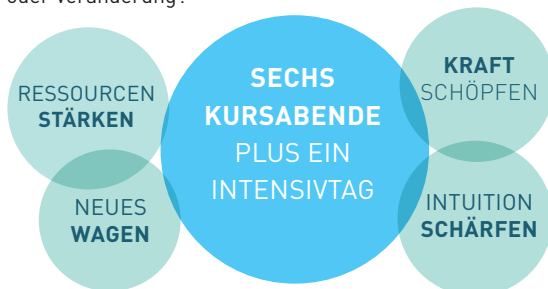 oder Veränderung?
RESSOURCEN
STÄRKEN
NEUES
WAGEN
SECHS
KURSABENDE
PLUS EIN
INTENSIVTAG
KRAFT
SCHÖPFEN
INTUITION
SCHÄRFEN